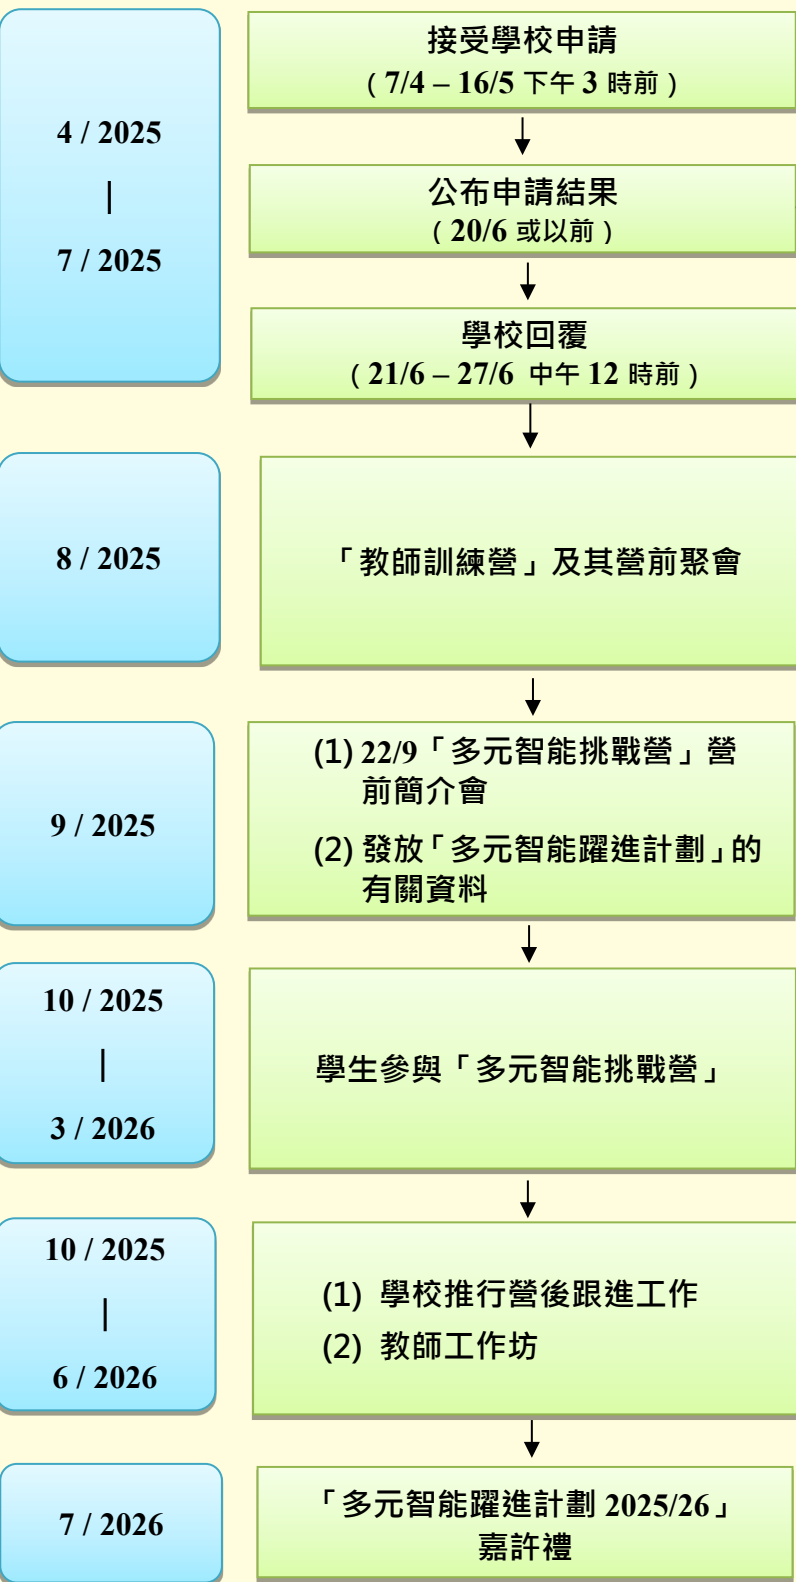 4 / 2025
|
7 / 2025
接受學校申請
（7/4 – 16/5 下午 3 時前）
公布申請結果
（20/6 或以前）
學校回覆
（21/6 – 27/6 中午 12 時前）
8 / 2025
「教師訓練營」及其營前聚會
9 / 2025
(1) 22/9「多元智能挑戰營」營
前簡介會
(2) 發放「多元智能躍進計劃」的
有關資料
10 / 2025
|
3 / 2026
學生參與「多元智能挑戰營」
10 / 2025
|
6 / 2026
(1) 學校推行營後跟進工作
(2) 教師工作坊
7 / 2026
「多元智能躍進計劃 2025/26」
嘉許禮